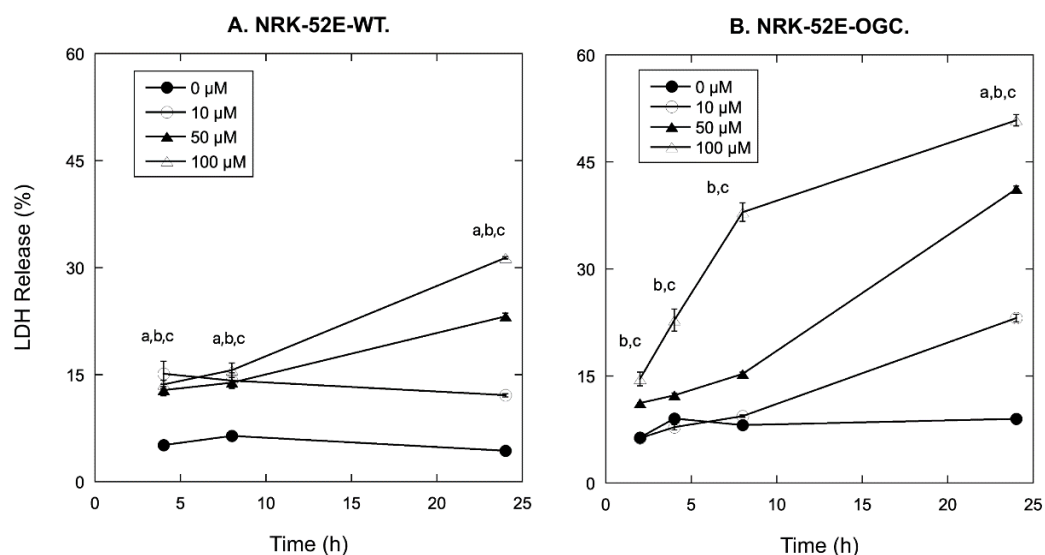 A. NRK-52E-WT.
60
45
30
15
0
0 μM
10 μM
50 μM
100 μM
a,b,c
a,b,c
a,b,c
0 5 10 15 20 25
Time (h)
LDH Release (%)
B. NRK-52E-OGC.
60
45
30
15
0
0 μM
10 μM
50 μM
100 μM
a,b,c
b,c
b,c
b,c
0 5 10 15 20 25
Time (h)